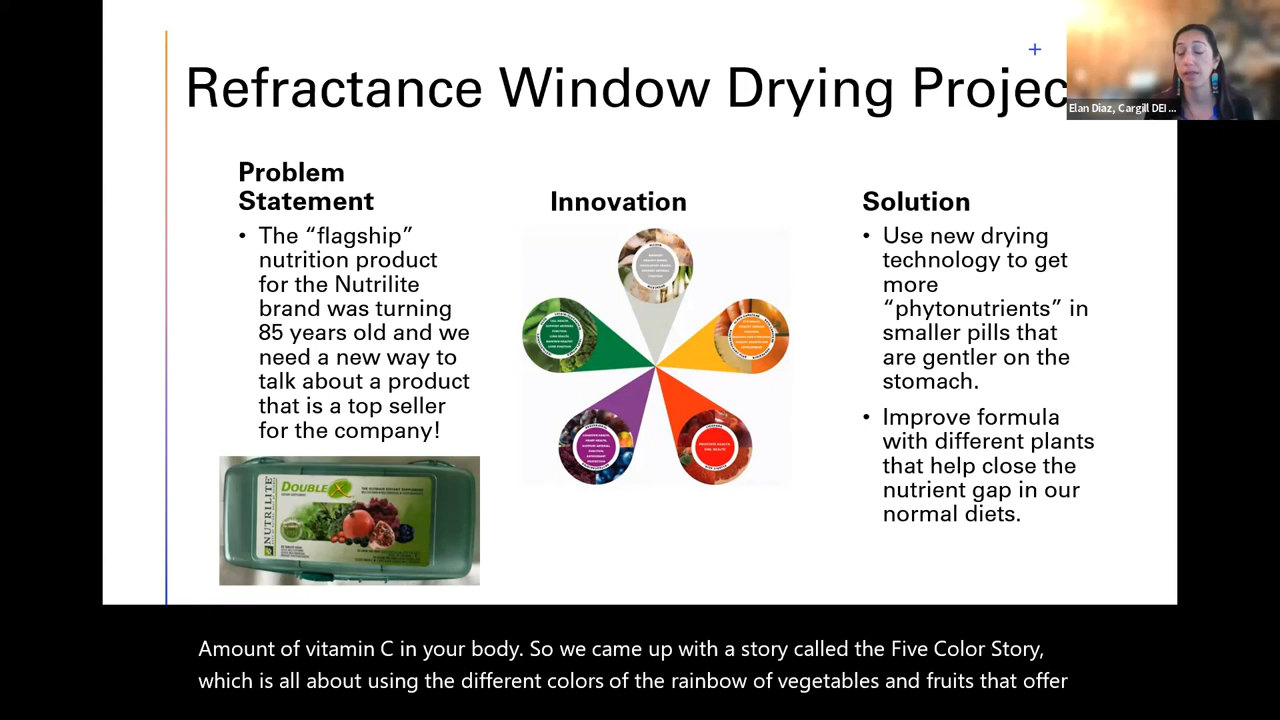 Refractance Window Drying Projec
Elan Diaz, Cargill DEI ...
Problem
Statement
• The “flagship”
nutrition product
for the Nutrilite
brand was turning
85 years old and we
need a new way to
talk about a product
that is a top seller
for the company!
NUTRILITE
DOUBLE X
Innovation
Solution
• Use new drying
technology to get
more
“phytonutrients” in
smaller pills that
are gentler on the
stomach.
• Improve formula
with different plants
that help close the
nutrient gap in our
normal diets.
Amount of vitamin C in your body. So we came up with a story called the Five Color Story,
which is all about using the different colors of the rainbow of vegetables and fruits that offer